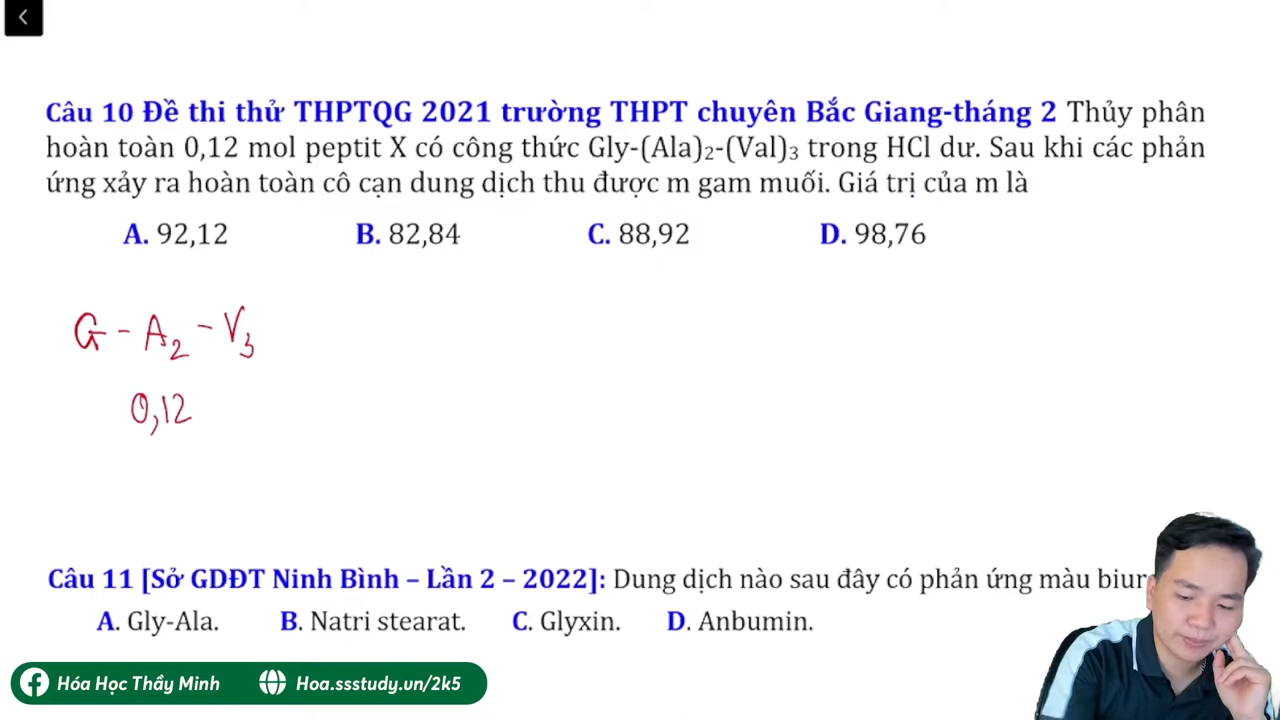 Câu 10 Đề thi thử THPTQG 2021 trường THPT chuyên Bắc Giang-tháng 2 Thủy phân
hoàn toàn 0,12 mol peptit X có công thức Gly-(Ala)₂-(Val)₃ trong HCl dư. Sau khi các phản
ứng xảy ra hoàn toàn cô cạn dung dịch thu được m gam muối. Giá trị của m là
A. 92,12 B. 82,84 C. 88,92 D. 98,76
G - A₂ - V₃
0,12
Câu 11 [Sở GDĐT Ninh Bình – Lần 2 – 2022]: Dung dịch nào sau đây có phản ứng màu
A. Gly-Ala. B. Natri stearat. C. Glyxin. D. Anbumin.
Hóa Học Thầy Minh Hoa.ssstudy.vn/2k5